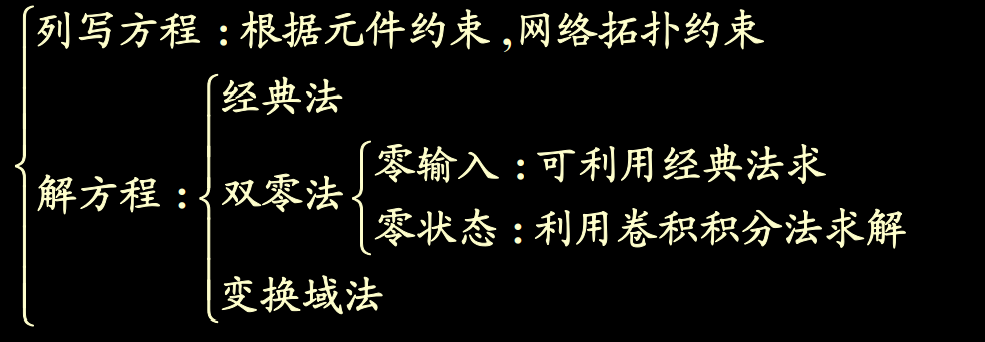 列写方程：根据元件约束,网络拓扑约束
经典法
零输入：可利用经典法求
解方程：双零法
零状态：利用卷积积分法求解
变换域法